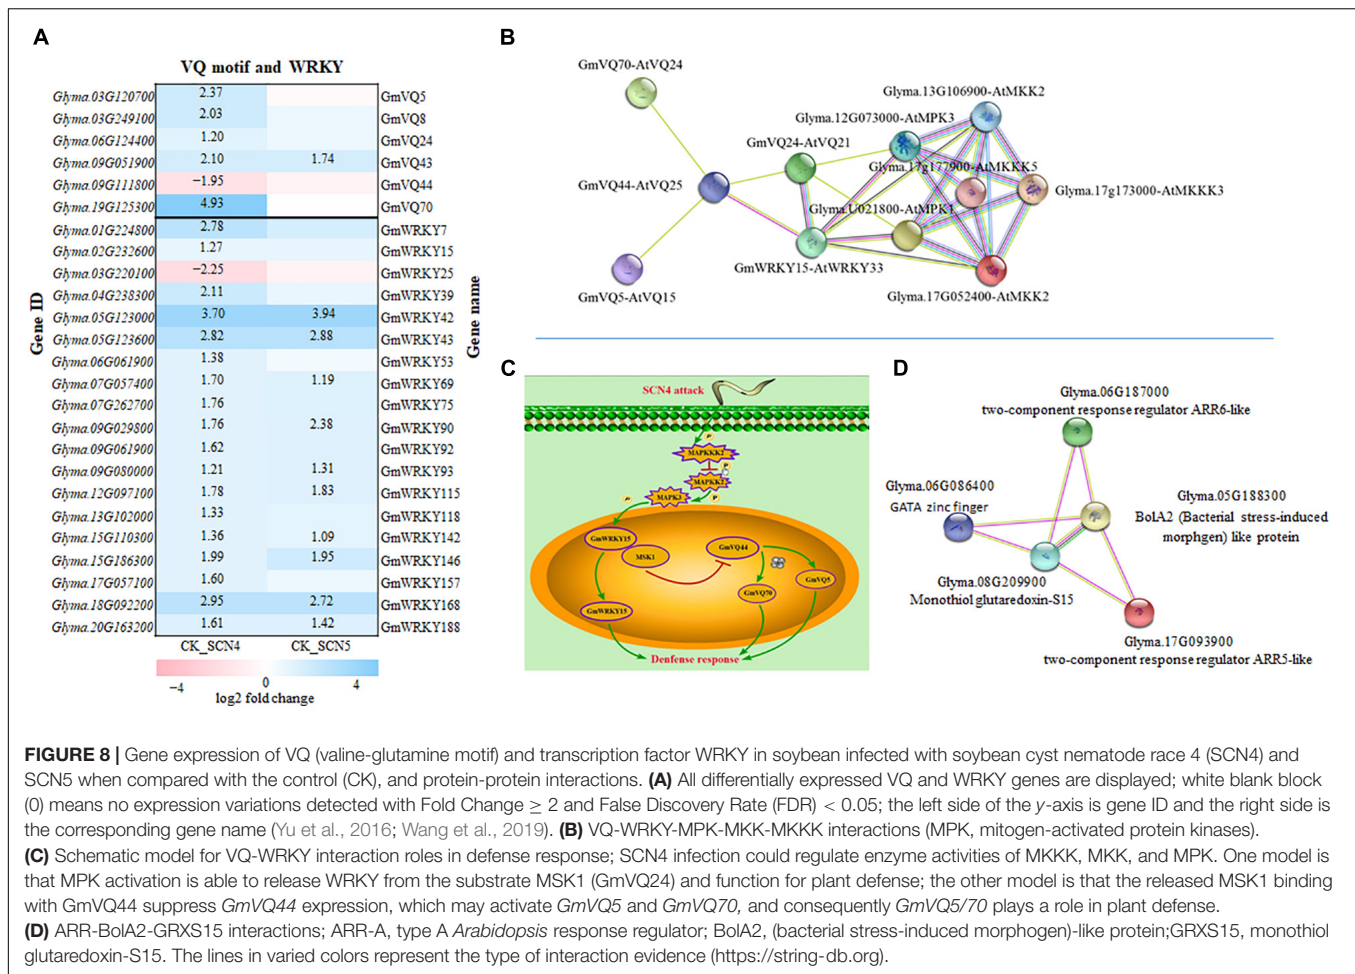 A
VQ motif and WRKY
Gene ID
Gene name
Glyma.03G120700 2.37 GmVQ5
Glyma.03G249100 2.03 GmVQ8
Glyma.06G124400 1.20 GmVQ24
Glyma.09G051900 2.10 1.74 GmVQ43
Glyma.09G111800 −1.95 GmVQ44
Glyma.19G125300 4.93 GmVQ70
Glyma.01G224800 2.78 GmWRKY7
Glyma.02G232600 1.27 GmWRKY15
Glyma.03G220100 −2.25 GmWRKY25
Glyma.04G238300 2.11 GmWRKY39
Glyma.05G123000 3.70 3.94 GmWRKY42
Glyma.05G123600 2.82 2.88 GmWRKY43
Glyma.06G061900 1.38 GmWRKY53
Glyma.07G057400 1.70 1.19 GmWRKY69
Glyma.07G262700 1.76 GmWRKY75
Glyma.09G029800 1.76 2.38 GmWRKY90
Glyma.09G061900 1.62 GmWRKY92
Glyma.09G080000 1.21 1.31 GmWRKY93
Glyma.12G097100 1.78 1.83 GmWRKY115
Glyma.13G102000 1.33 GmWRKY118
Glyma.15G110300 1.36 1.09 GmWRKY142
Glyma.15G186300 1.99 1.95 GmWRKY146
Glyma.17G057100 1.60 GmWRKY157
Glyma.18G092200 2.95 2.72 GmWRKY168
Glyma.20G163200 1.61 1.42 GmWRKY188
CK_SCN4 CK_SCN5
−4 0 4
log2 fold change
B
GmVQ70-AtVQ24
Glyma.13G106900-AtMKK2
Glyma.12G073000-AtMPK3
GmVQ24-AtVQ21
Glyma.17g177900-AtMKKK5
GmVQ44-AtVQ25
Glyma.17g173000-AtMKKK3
Glyma.U021800-AtMPK1
GmWRKY15-AtWRKY33
GmVQ5-AtVQ15
Glyma.17G052400-AtMKK2
C
SCN4 attack
P
MAPKKK2
P
MAPKK2
P
MAPK3
P
GmWRKY15
MSK1
GmVQ44
GmVQ5
GmVQ70
GmWRKY15
Denfense response
D
Glyma.06G187000
two-component response regulator ARR6-like
Glyma.06G086400
GATA zinc finger
Glyma.05G188300
BolA2 (Bacterial stress-induced
morphgen) like protein
Glyma.08G209900
Monothiol glutaredoxin-S15
Glyma.17G093900
two-component response regulator ARR5-like
FIGURE 8 | Gene expression of VQ (valine-glutamine motif) and transcription factor WRKY in soybean infected with soybean cyst nematode race 4 (SCN4) and
SCN5 when compared with the control (CK), and protein-protein interactions. (A) All differentially expressed VQ and WRKY genes are displayed; white blank block
(0) means no expression variations detected with Fold Change ≥ 2 and False Discovery Rate (FDR) < 0.05; the left side of the y-axis is gene ID and the right side is
the corresponding gene name (Yu et al., 2016; Wang et al., 2019). (B) VQ-WRKY-MPK-MKK-MKKK interactions (MPK, mitogen-activated protein kinases).
(C) Schematic model for VQ-WRKY interaction roles in defense response; SCN4 infection could regulate enzyme activities of MKKK, MKK, and MPK. One model is
that MPK activation is able to release WRKY from the substrate MSK1 (GmVQ24) and function for plant defense; the other model is that the released MSK1 binding
with GmVQ44 suppress GmVQ44 expression, which may activate GmVQ5 and GmVQ70, and consequently GmVQ5/70 plays a role in plant defense.
(D) ARR-BolA2-GRXS15 interactions; ARR-A, type A Arabidopsis response regulator; BolA2, (bacterial stress-induced morphogen)-like protein;GRXS15, monothiol
glutaredoxin-S15. The lines in varied colors represent the type of interaction evidence (https://string-db.org).